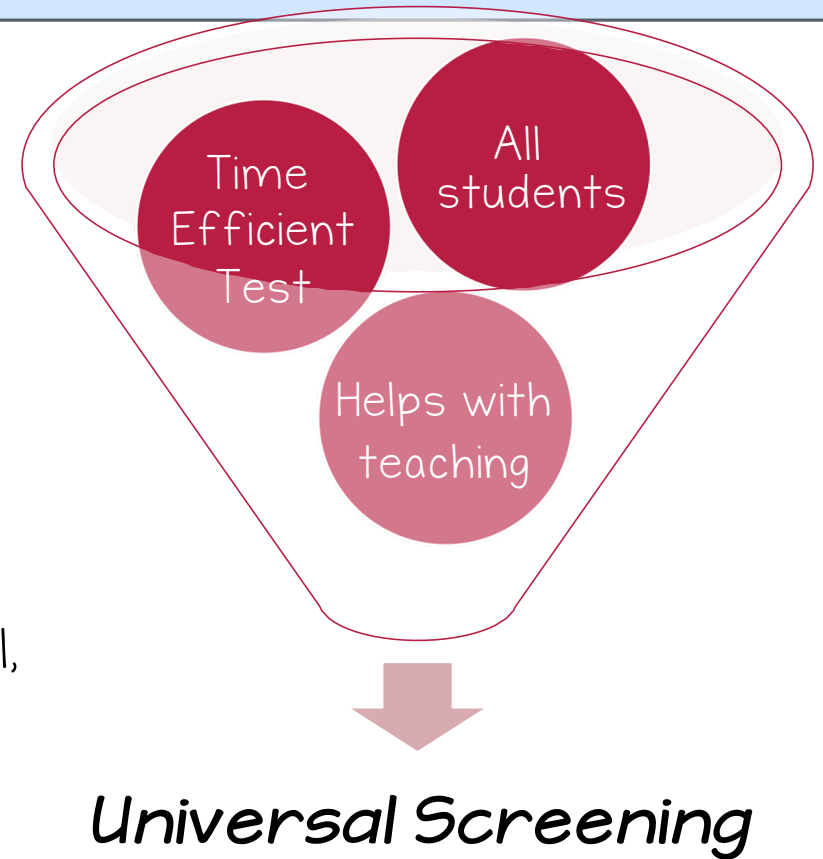 All
students
Time
Efficient
Test
Helps with
teaching
l,
Universal Screening